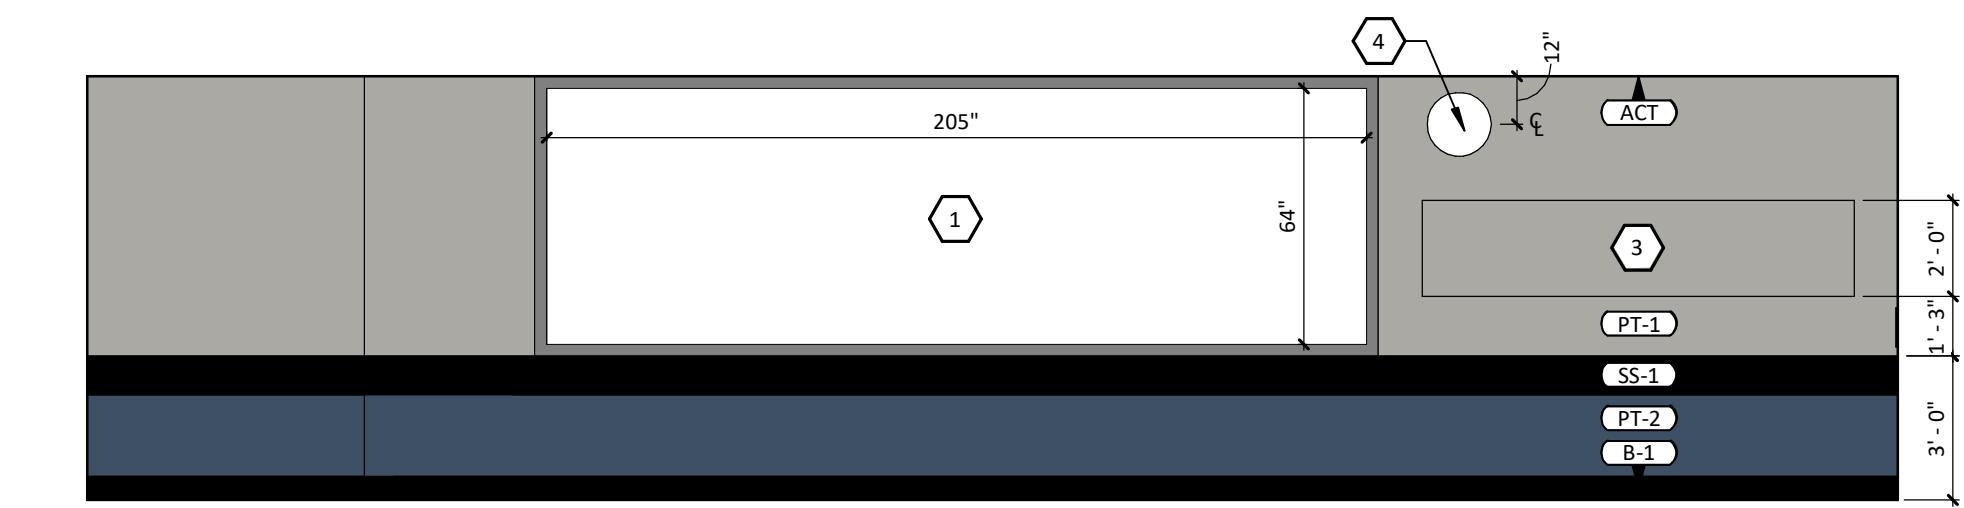 4
12"
ACT
℄
205"
1
64"
3
2' - 0"
PT-1
1' - 3"
SS-1
PT-2
3' - 0"
B-1